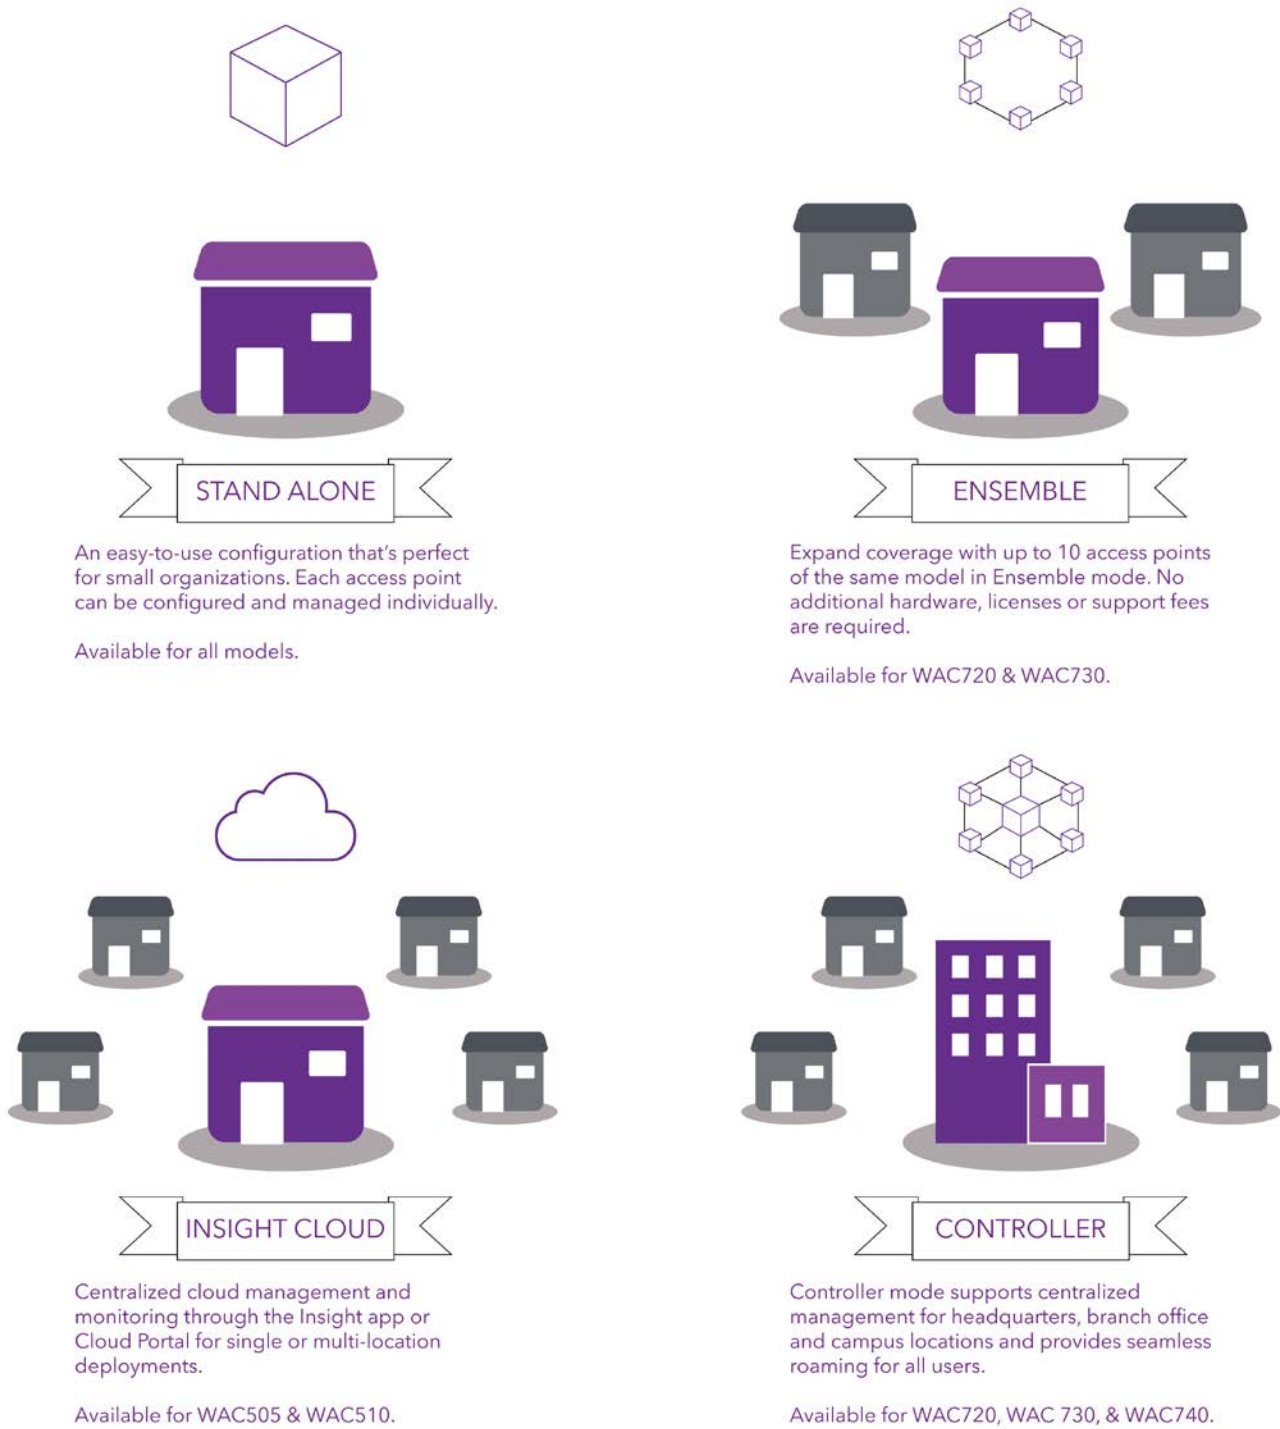 STAND ALONE
An easy-to-use configuration that's perfect
for small organizations. Each access point
can be configured and managed individually.
Available for all models.
ENSEMBLE
Expand coverage with up to 10 access points
of the same model in Ensemble mode. No
additional hardware, licenses or support fees
are required.
Available for WAC720 & WAC730.
INSIGHT CLOUD
Centralized cloud management and
monitoring through the Insight app or
Cloud Portal for single or multi-location
deployments.
Available for WAC505 & WAC510.
CONTROLLER
Controller mode supports centralized
management for headquarters, branch office
and campus locations and provides seamless
roaming for all users.
Available for WAC720, WAC 730, & WAC740.